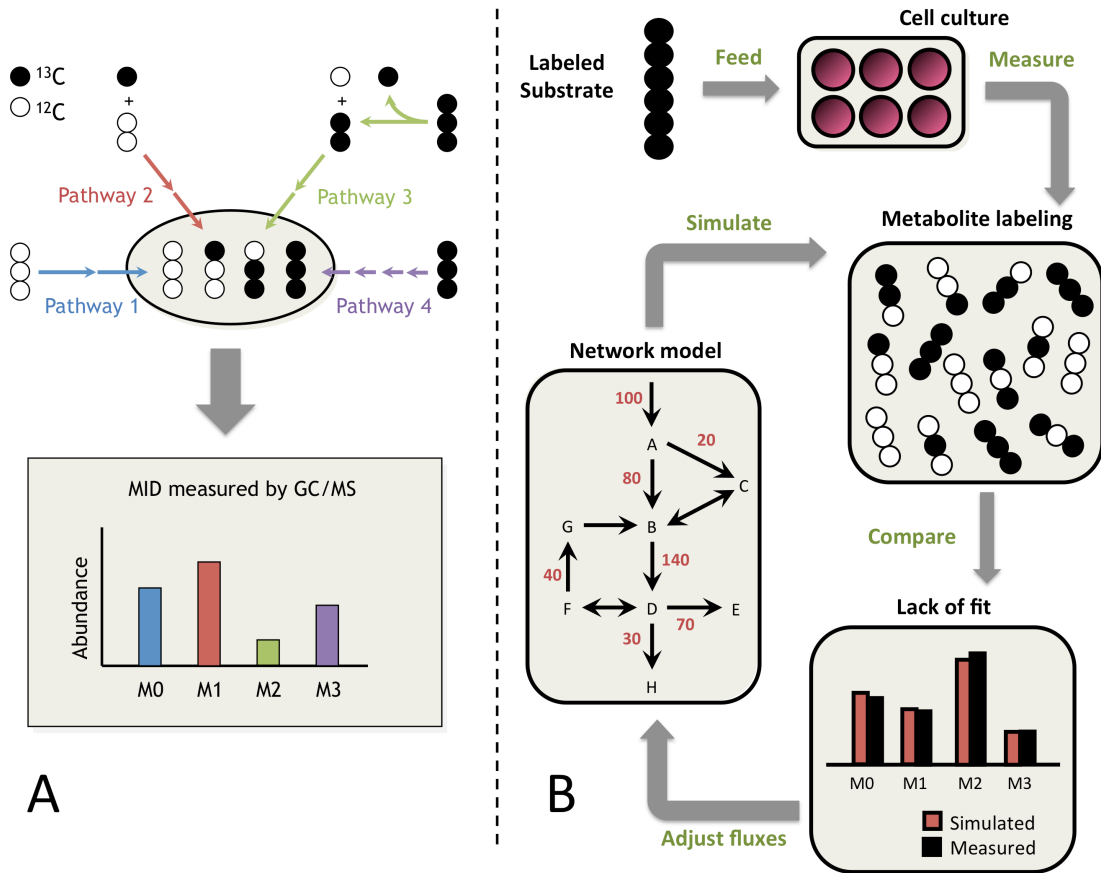 ¹³C
¹²C
+
+
Pathway 2
Pathway 3
Pathway 1
Pathway 4
MID measured by GC/MS
Abundance
M0 M1 M2 M3
A
Labeled
Substrate
Feed
Cell culture
Measure
Simulate
Metabolite labeling
Network model
100
A
20
80
C
G
B
40
140
F
D
E
30
70
H
Compare
Lack of fit
M0 M1 M2 M3
Simulated
Measured
Adjust fluxes
B